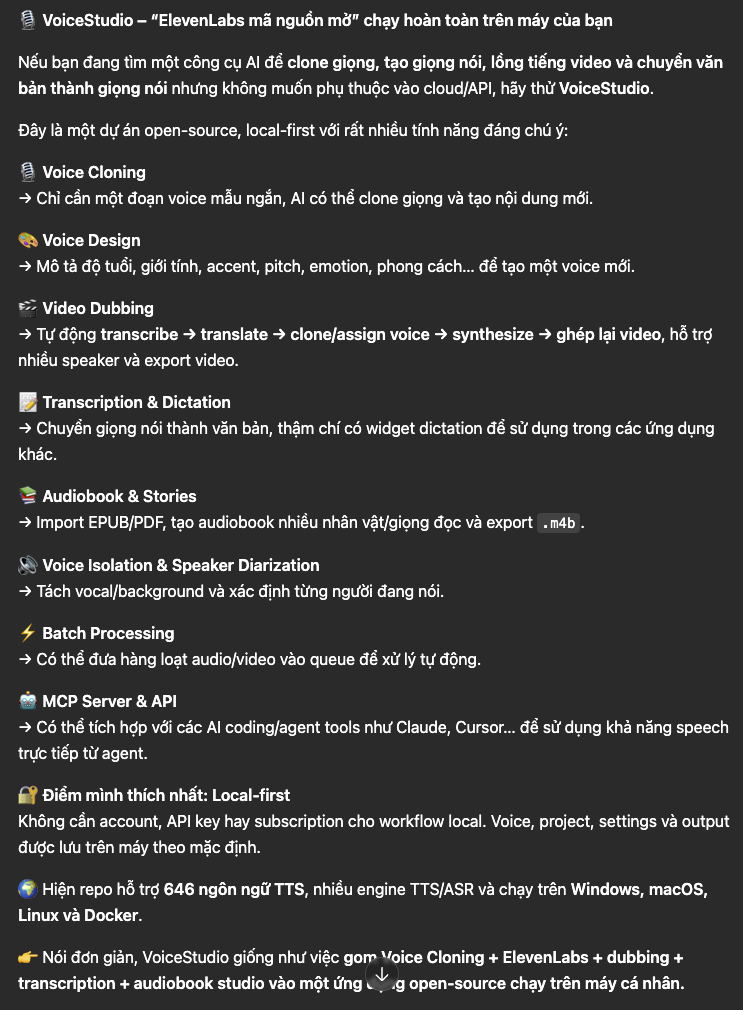 🎙️ VoiceStudio – “ElevenLabs mã nguồn mở” chạy hoàn toàn trên máy của bạn
Nếu bạn đang tìm một công cụ AI để clone giọng, tạo giọng nói, lồng tiếng video và chuyển văn
bản thành giọng nói nhưng không muốn phụ thuộc vào cloud/API, hãy thử VoiceStudio.
Đây là một dự án open-source, local-first với rất nhiều tính năng đáng chú ý:
🎙️ Voice Cloning
→ Chỉ cần một đoạn voice mẫu ngắn, AI có thể clone giọng và tạo nội dung mới.
🎨 Voice Design
→ Mô tả độ tuổi, giới tính, accent, pitch, emotion, phong cách... để tạo một voice mới.
🎬 Video Dubbing
→ Tự động transcribe → translate → clone/assign voice → synthesize → ghép lại video, hỗ trợ
nhiều speaker và export video.
📝 Transcription & Dictation
→ Chuyển giọng nói thành văn bản, thậm chí có widget dictation để sử dụng trong các ứng dụng
khác.
📚 Audiobook & Stories
→ Import EPUB/PDF, tạo audiobook nhiều nhân vật/giọng đọc và export .m4b.
🔊 Voice Isolation & Speaker Diarization
→ Tách vocal/background và xác định từng người đang nói.
⚡ Batch Processing
→ Có thể đưa hàng loạt audio/video vào queue để xử lý tự động.
🤖 MCP Server & API
→ Có thể tích hợp với các AI coding/agent tools như Claude, Cursor... để sử dụng khả năng speech
trực tiếp từ agent.
🔐 Điểm mình thích nhất: Local-first
Không cần account, API key hay subscription cho workflow local. Voice, project, settings và output
được lưu trên máy theo mặc định.
🌍 Hiện repo hỗ trợ 646 ngôn ngữ TTS, nhiều engine TTS/ASR và chạy trên Windows, macOS,
Linux và Docker.
👉 Nói đơn giản, VoiceStudio giống như việc gom Voice Cloning + ElevenLabs + dubbing +
transcription + audiobook studio vào một ứng open-source chạy trên máy cá nhân.